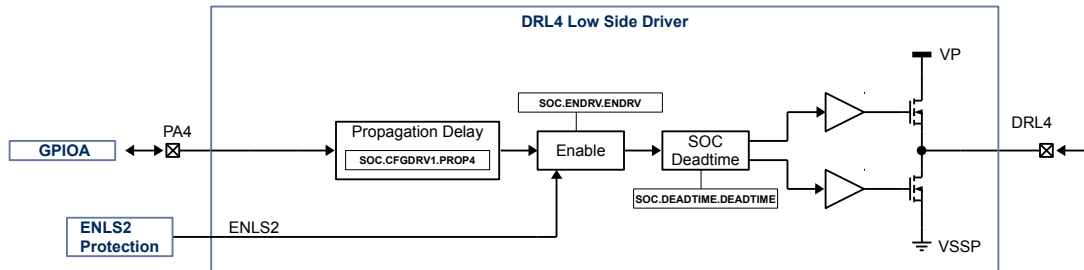 DRL4 Low Side Driver
VP
SOC.ENDRV.ENDRV
PA4
Propagation Delay
SOC.CFGDRV1.PROP4
Enable
SOC
Deadtime
DRL4
GPIOA
SOC.DEADTIME.DEADTIME
ENLS2
Protection
ENLS2
VSSP